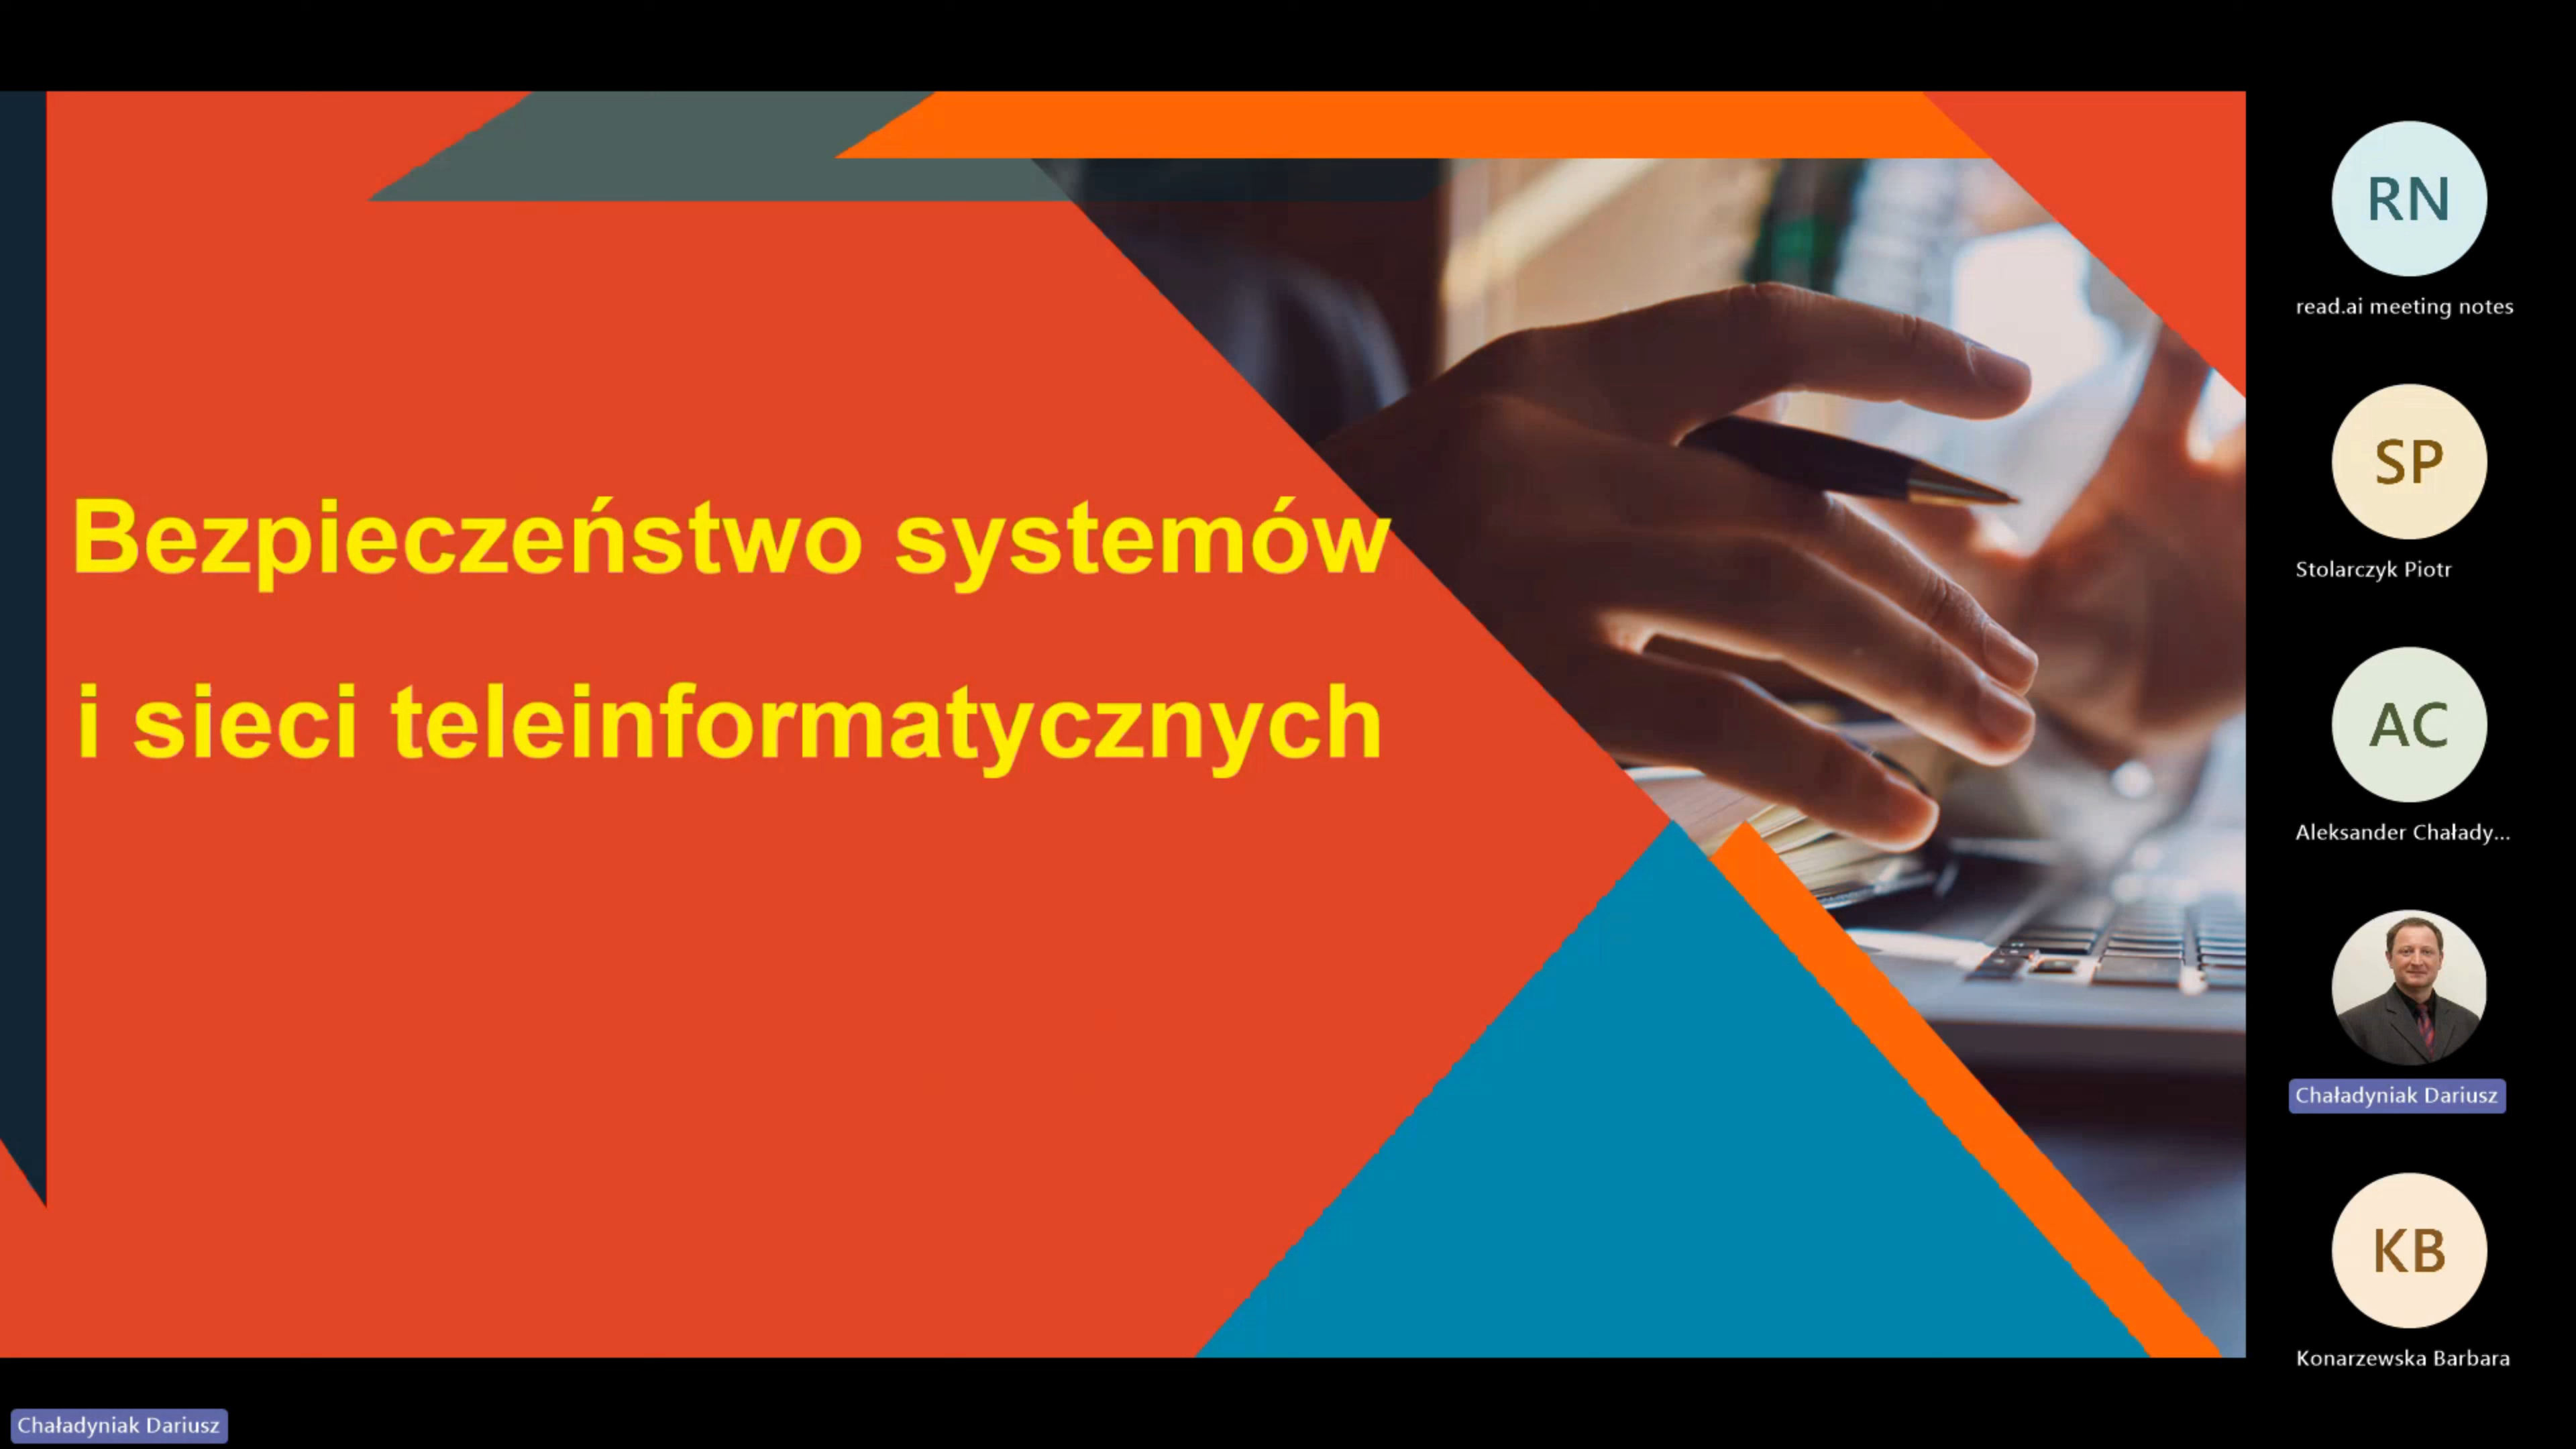 Bezpieczeństwo systemów
i sieci teleinformatycznych
RN
read.ai meeting notes
SP
Stolarczyk Piotr
AC
Aleksander Chałady...
Chaładyniak Dariusz
KB
Konarzewska Barbara
Chaładyniak Dariusz